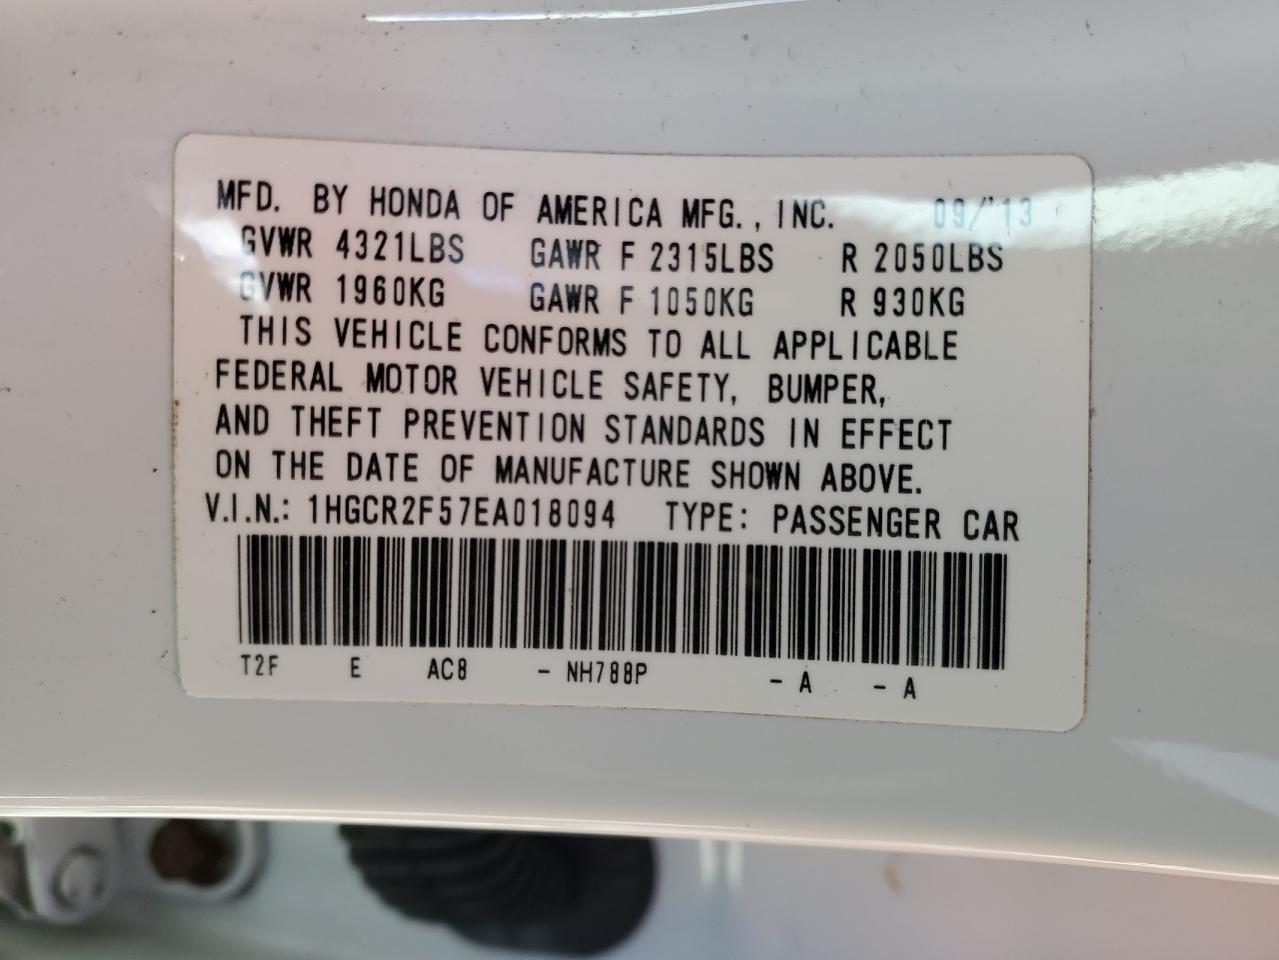 MFD. BY HONDA OF AMERICA MFG., INC. 09/'13
GVWR 4321LBS GAWR F 2315LBS R 2050LBS
GVWR 1960KG GAWR F 1050KG R 930KG
THIS VEHICLE CONFORMS TO ALL APPLICABLE
FEDERAL MOTOR VEHICLE SAFETY, BUMPER,
AND THEFT PREVENTION STANDARDS IN EFFECT
ON THE DATE OF MANUFACTURE SHOWN ABOVE.
V.I.N.: 1HGCR2F57EA018094 TYPE: PASSENGER CAR
T2F E AC8 - NH788P - A - A